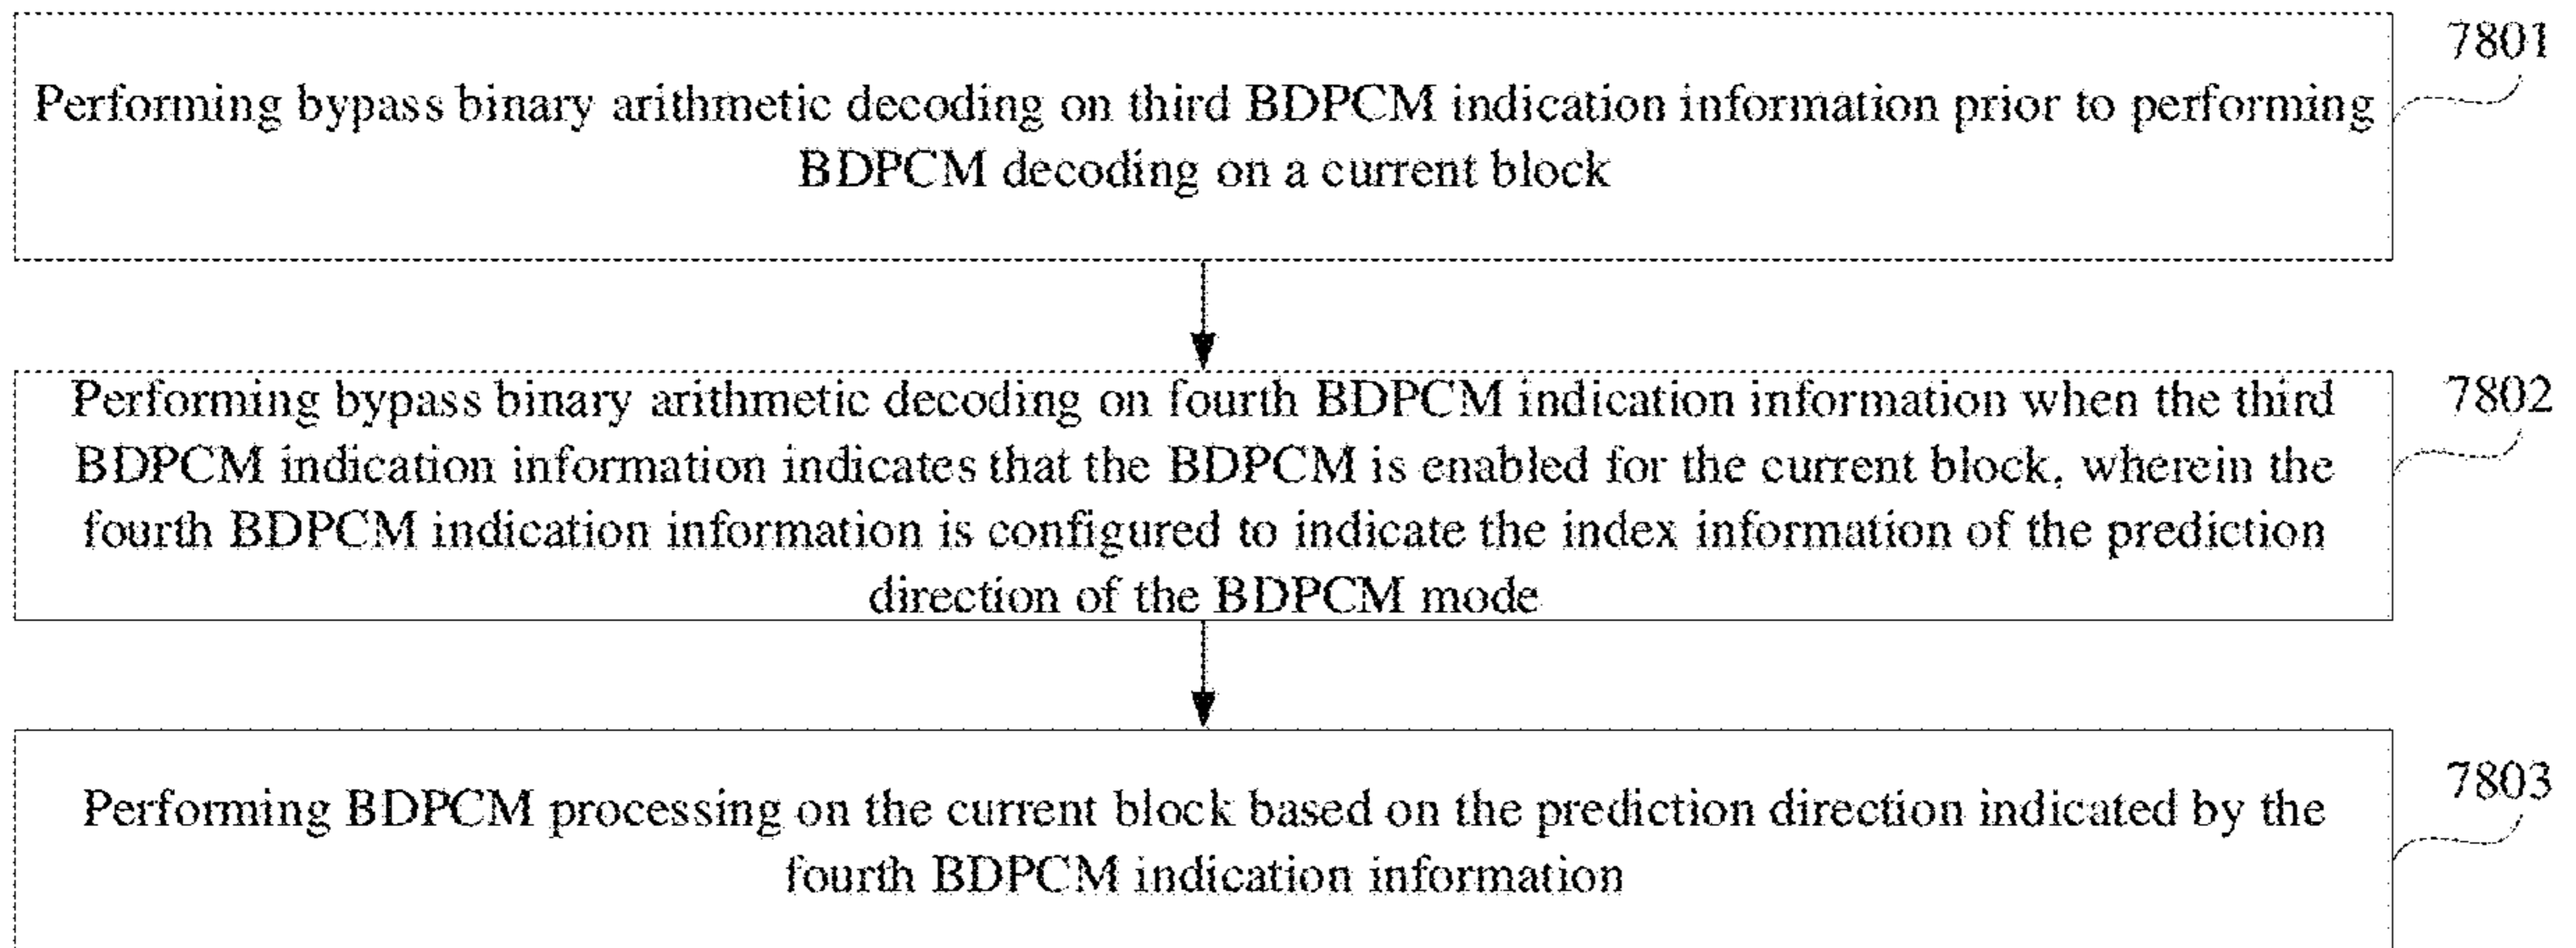 7801
Performing bypass binary arithmetic decoding on third BDPCM indication information prior to performing
BDPCM decoding on a current block
7802
Performing bypass binary arithmetic decoding on fourth BDPCM indication information when the third
BDPCM indication information indicates that the BDPCM is enabled for the current block, wherein the
fourth BDPCM indication information is configured to indicate the index information of the prediction
direction of the BDPCM mode
7803
Performing BDPCM processing on the current block based on the prediction direction indicated by the
fourth BDPCM indication information